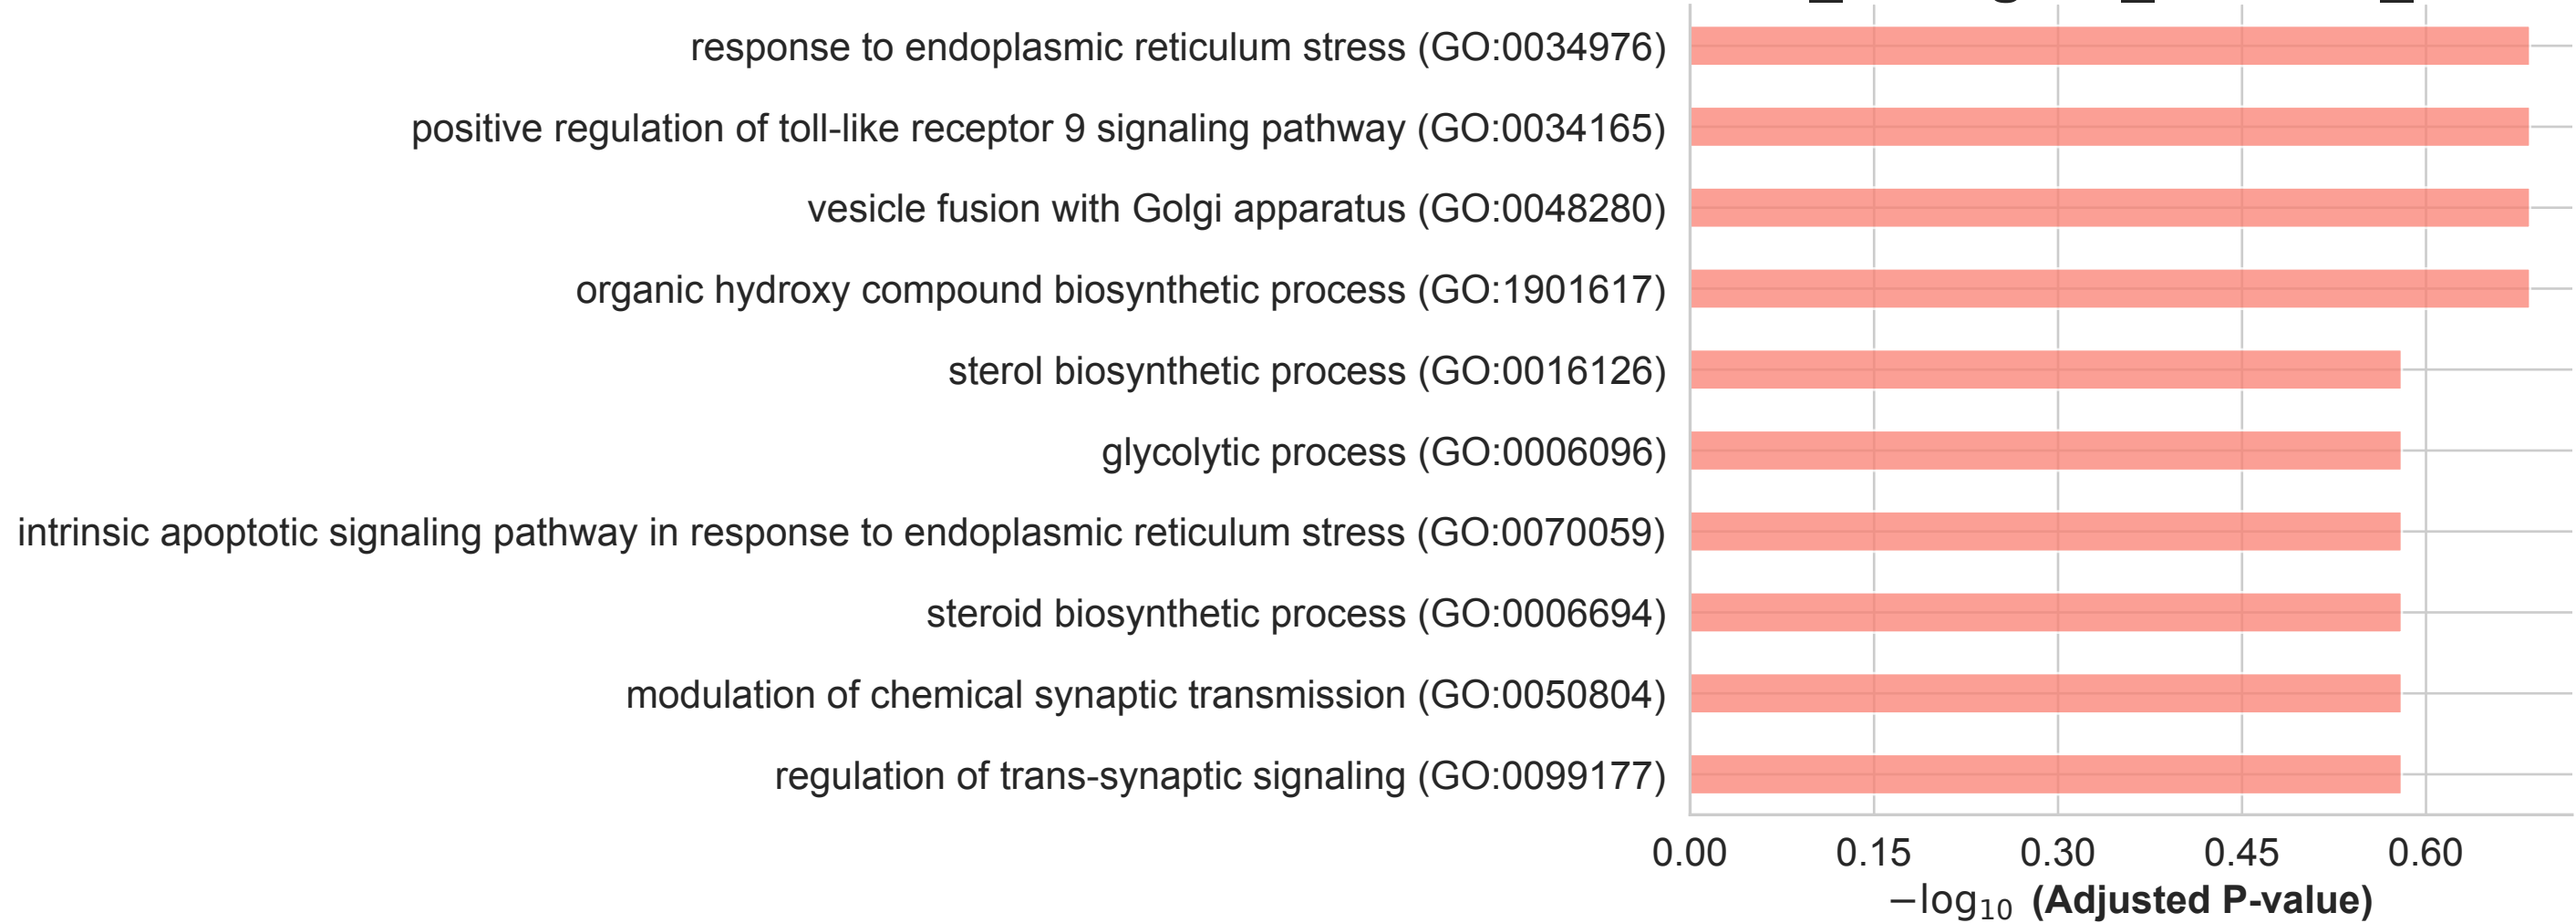 response to endoplasmic reticulum stress (GO:0034976)
positive regulation of toll-like receptor 9 signaling pathway (GO:0034165)
vesicle fusion with Golgi apparatus (GO:0048280)
organic hydroxy compound biosynthetic process (GO:1901617)
sterol biosynthetic process (GO:0016126)
glycolytic process (GO:0006096)
intrinsic apoptotic signaling pathway in response to endoplasmic reticulum stress (GO:0070059)
steroid biosynthetic process (GO:0006694)
modulation of chemical synaptic transmission (GO:0050804)
regulation of trans-synaptic signaling (GO:0099177)
0.00 0.15 0.30 0.45 0.60
−log₁₀ (Adjusted P-value)